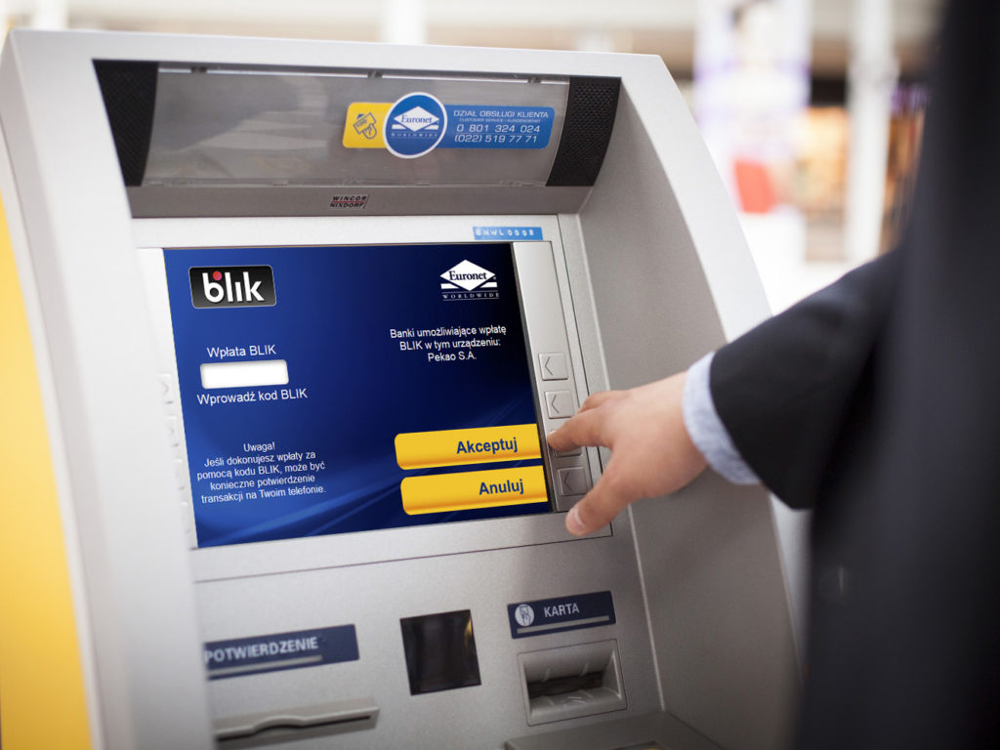 Euronet
WORLDWIDE
DZIAŁ OBSŁUGI KLIENTA
CUSTOMER SERVICE / KUNDENDIENST
0 801 324 024
(022) 519 77 71
WINCOR
NIXDORF
blik
Euronet
WORLDWIDE
Wpłata BLIK
Wprowadź kod BLIK
Banki umożliwiające wpłatę
BLIK w tym urządzeniu:
Pekao S.A.
Uwaga!
Jeśli dokonujesz wpłaty za
pomocą kodu BLIK, może być
konieczne potwierdzenie
transakcji na Twoim telefonie.
Akceptuj
Anuluj
POTWIERDZENIE
KARTA